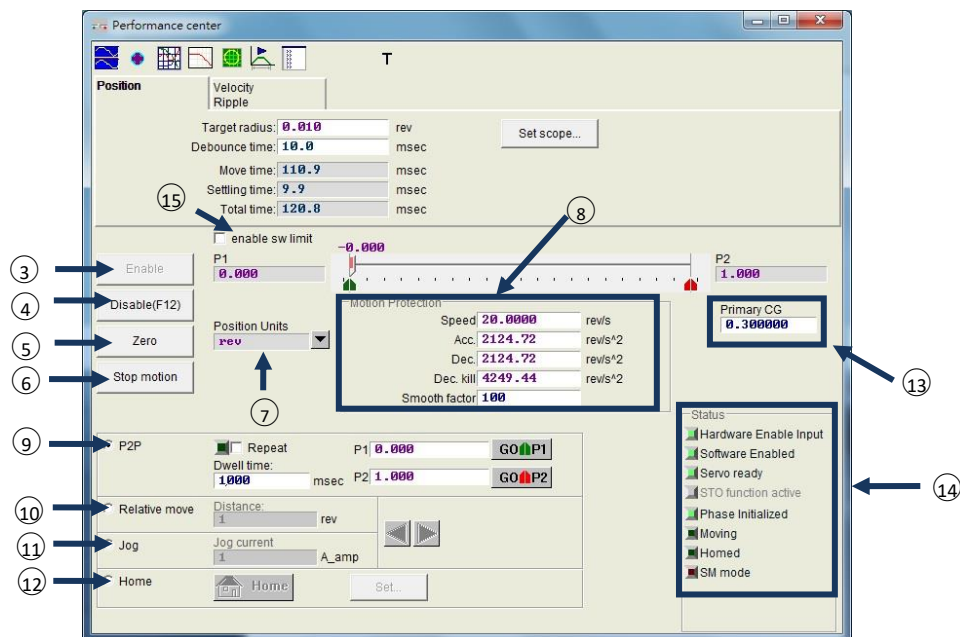 Performance center
T
Position
Velocity
Ripple
Target radius: 0.010 rev
Set scope...
Debounce time: 10.0 msec
Move time: 110.9 msec
Settling time: 9.9 msec
Total time: 120.8 msec
15
8
enable sw limit
-0.000
3
Enable
P1
0.000
P2
1.000
4
Disable(F12)
Motion Protection
Primary CG
0.300000
Speed 20.0000 rev/s
5
Zero
Position Units
rev
Acc. 2124.72 rev/s^2
Dec. 2124.72 rev/s^2
6
Stop motion
Dec. kill 4249.44 rev/s^2
Smooth factor 100
7
13
Status
Hardware Enable Input
Software Enabled
Servo ready
STO function active
Phase Initialized
Moving
Homed
SM mode
14
9
P2P
Repeat
P1 0.000 GO P1
Dwell time:
1000 msec
P2 1.000 GO P2
10
Relative move
Distance:
1 rev
11
Jog
Jog current
1 A_amp
12
Home
Home
Set...